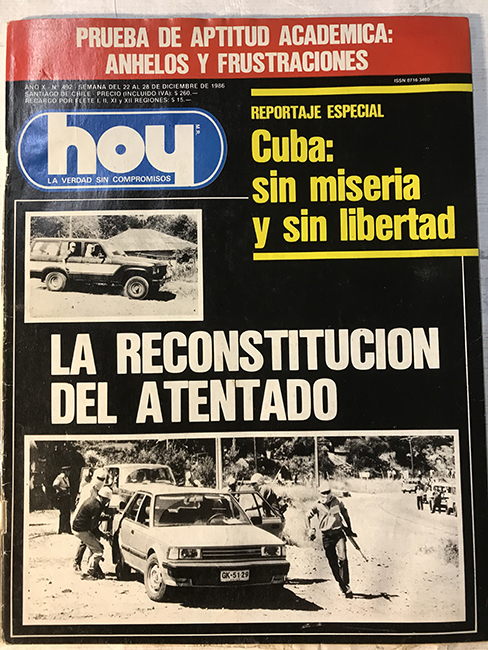 PRUEBA DE APTITUD ACADEMICA:
ANHELOS Y FRUSTRACIONES
AÑO X - Nº 492 - SEMANA DEL 22 AL 28 DE DICIEMBRE DE 1986
ISSN 0716 3460
SANTIAGO DE CHILE - PRECIO (INCLUIDO IVA): $ 260.—
RECARGO POR FLETE I, II, XI y XII REGIONES: $ 15.—
hoy
M.R.
LA VERDAD SIN COMPROMISOS
REPORTAJE ESPECIAL
Cuba:
sin miseria
y sin libertad
LA RECONSTITUCION
DEL ATENTADO
GK-5129